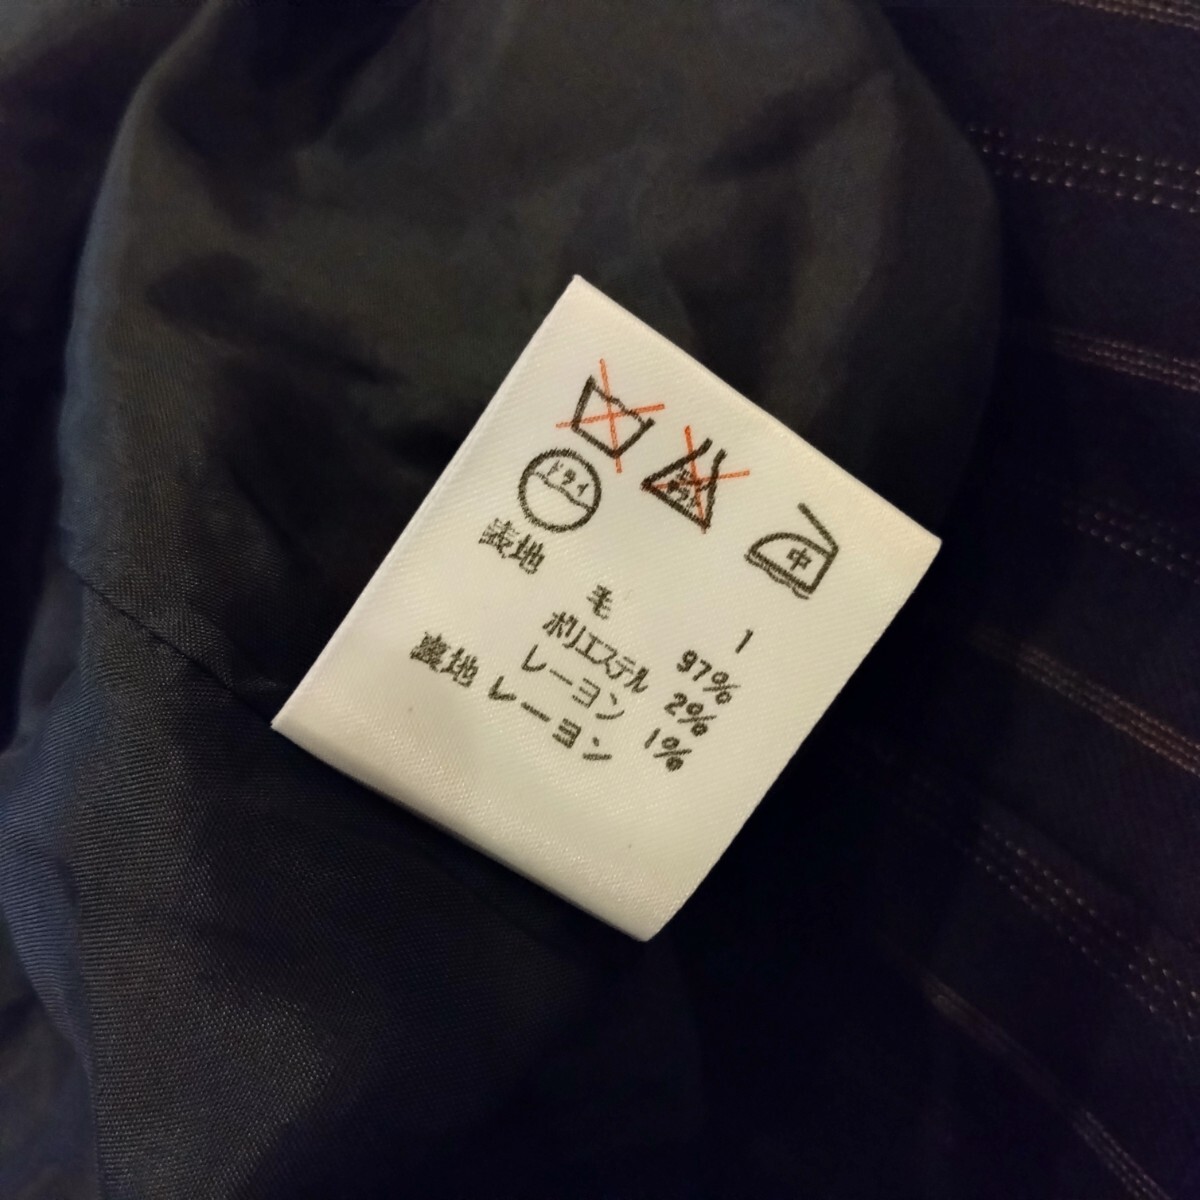 ドライ
中
表地
1
毛 97%
ポリエステル 2%
レーヨン 1%
裏地 レーヨン